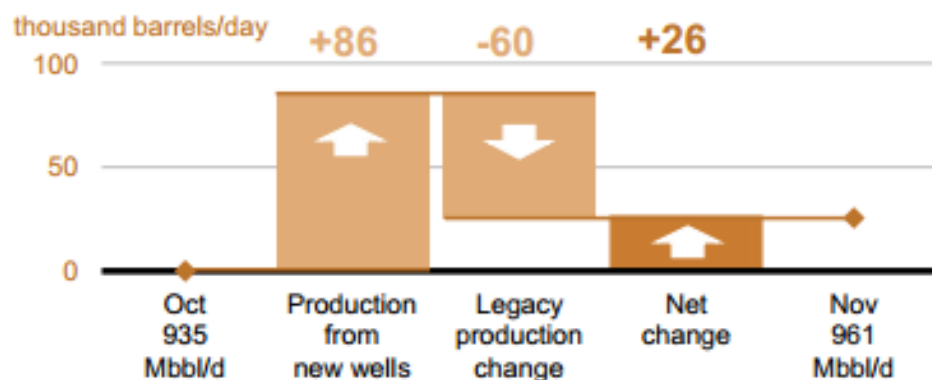 thousand barrels/day
+86 -60 +26
100
50
0
Oct
935
Mbbl/d
Production
from
new wells
Legacy
production
change
Net
change
Nov
961
Mbbl/d